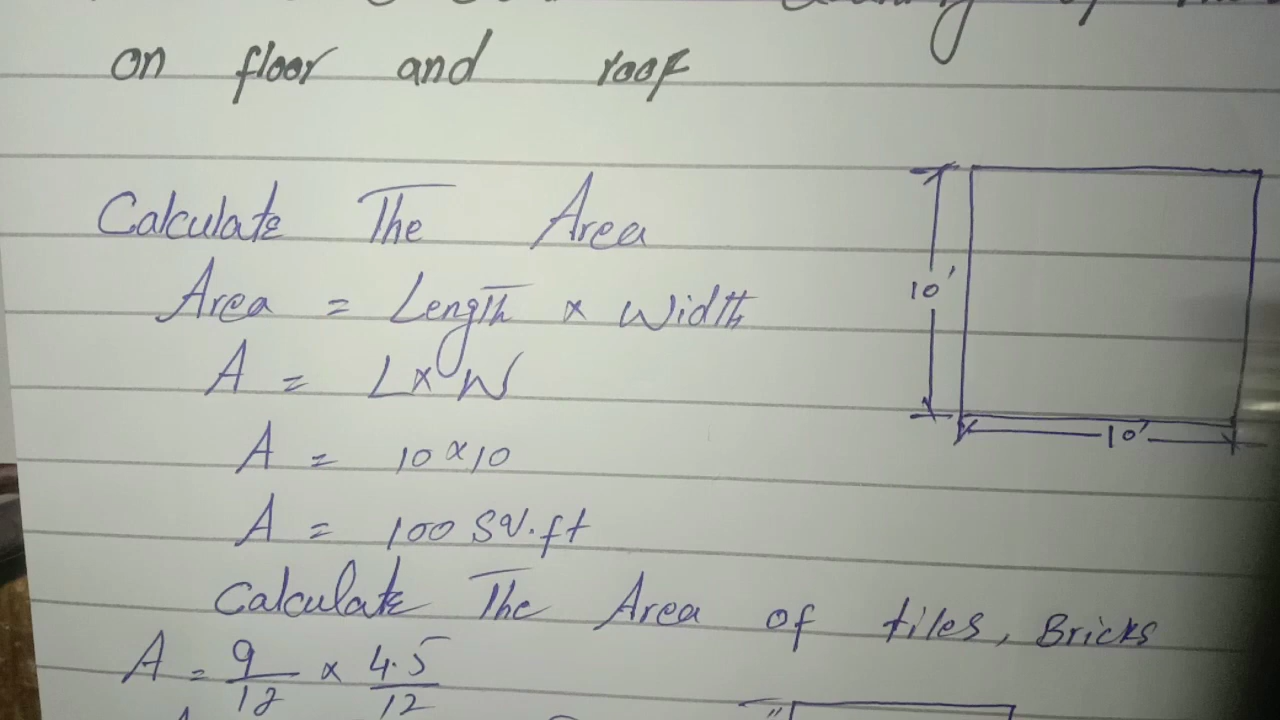 on floor and roof
Calculate The Area
Area = Length x Width
A = L x W
10'
A = 10 x 10
10'
A = 100 SQ.ft
Calculate The Area of tiles, Bricks
A = 9/12 x 4.5/12